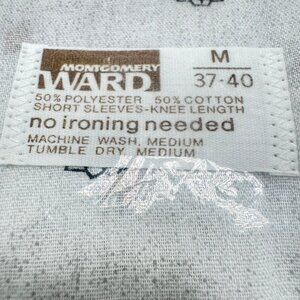 MONTGOMERY
WARD
M
37-40
50% POLYESTER 50% COTTON
SHORT SLEEVES-KNEE LENGTH
no ironing needed
MACHINE WASH, MEDIUM
TUMBLE DRY, MEDIUM